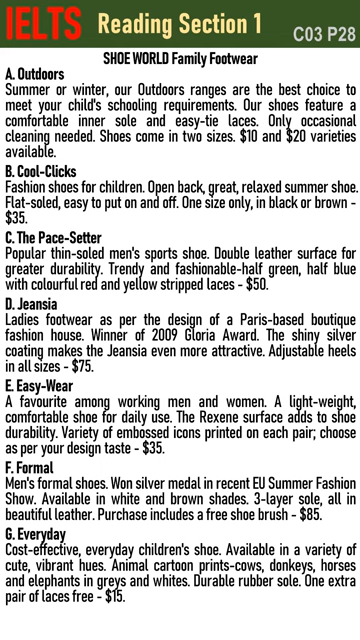 IELTS Reading Section 1 C03 P28
SHOE WORLD Family Footwear
A. Outdoors
Summer or winter, our Outdoors ranges are the best choice to
meet your child's schooling requirements. Our shoes feature a
comfortable inner sole and easy-tie laces. Only occasional
cleaning needed. Shoes come in two sizes. $10 and $20 varieties
available.
B. Cool-Clicks
Fashion shoes for children. Open back, great, relaxed summer shoe.
Flat-soled, easy to put on and off. One size only, in black or brown -
$35.
C. The Pace-Setter
Popular thin-soled men's sports shoe. Double leather surface for
greater durability. Trendy and fashionable-half green, half blue
with colourful red and yellow stripped laces - $50.
D. Jeansia
Ladies footwear as per the design of a Paris-based boutique
fashion house. Winner of 2009 Gloria Award. The shiny silver
coating makes the Jeansia even more attractive. Adjustable heels
in all sizes - $75.
E. Easy-Wear
A favourite among working men and women. A light-weight,
comfortable shoe for daily use. The Rexene surface adds to shoe
durability. Variety of embossed icons printed on each pair; choose
as per your design taste - $35.
F. Formal
Men's formal shoes. Won silver medal in recent EU Summer Fashion
Show. Available in white and brown shades. 3-layer sole, all in
beautiful leather. Purchase includes a free shoe brush - $85.
G. Everyday
Cost-effective, everyday children's shoe. Available in a variety of
cute, vibrant hues. Animal cartoon prints-cows, donkeys, horses
and elephants in greys and whites. Durable rubber sole. One extra
pair of laces free - $15.